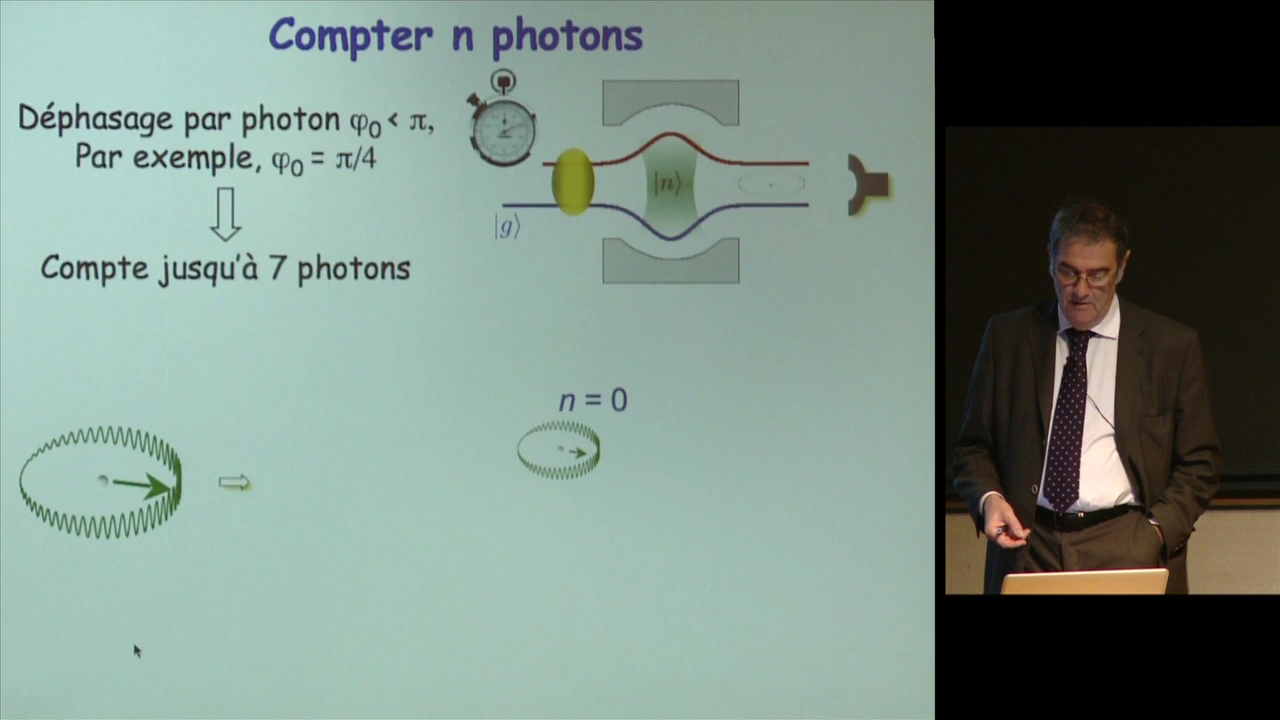 Compter n photons
Déphasage par photon φ₀ < π,
Par exemple, φ₀ = π/4
Compte jusqu'à 7 photons
|n⟩
|g⟩
n = 0